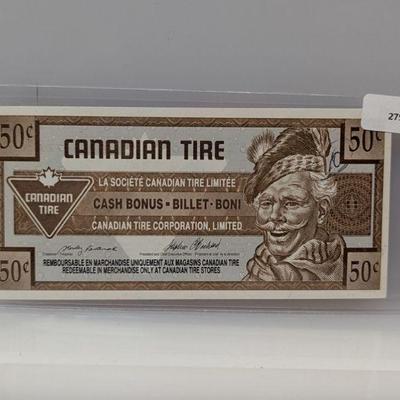 50¢
50¢
275
CANADIAN TIRE
LA SOCIÉTÉ CANADIAN TIRE LIMITÉE
CANADIAN
TIRE
CASH BONUS • BILLET • BONI
CANADIAN TIRE CORPORATION, LIMITED
50¢
50¢
REMBOURSABLE EN MARCHANDISE UNIQUEMENT AUX MAGASINS CANADIAN TIRE
REDEEMABLE IN MERCHANDISE ONLY AT CANADIAN TIRE STORES